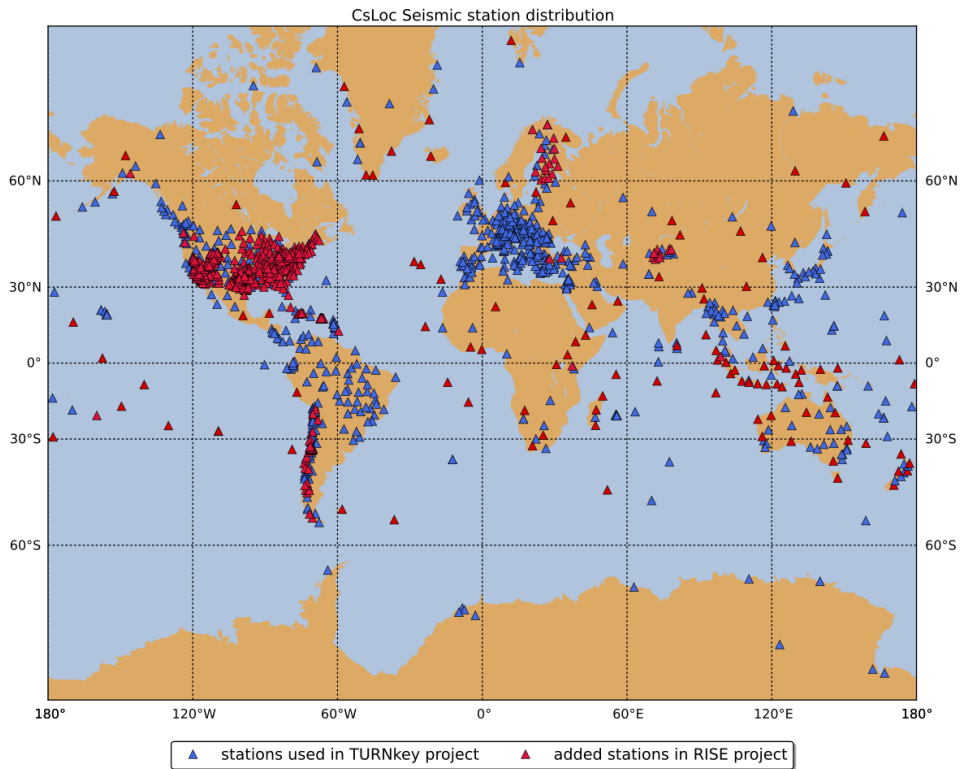 CsLoc Seismic station distribution
60°N 60°N
30°N 30°N
0° 0°
30°S 30°S
60°S 60°S
180° 120°W 60°W 0° 60°E 120°E 180°
stations used in TURNkey project added stations in RISE project